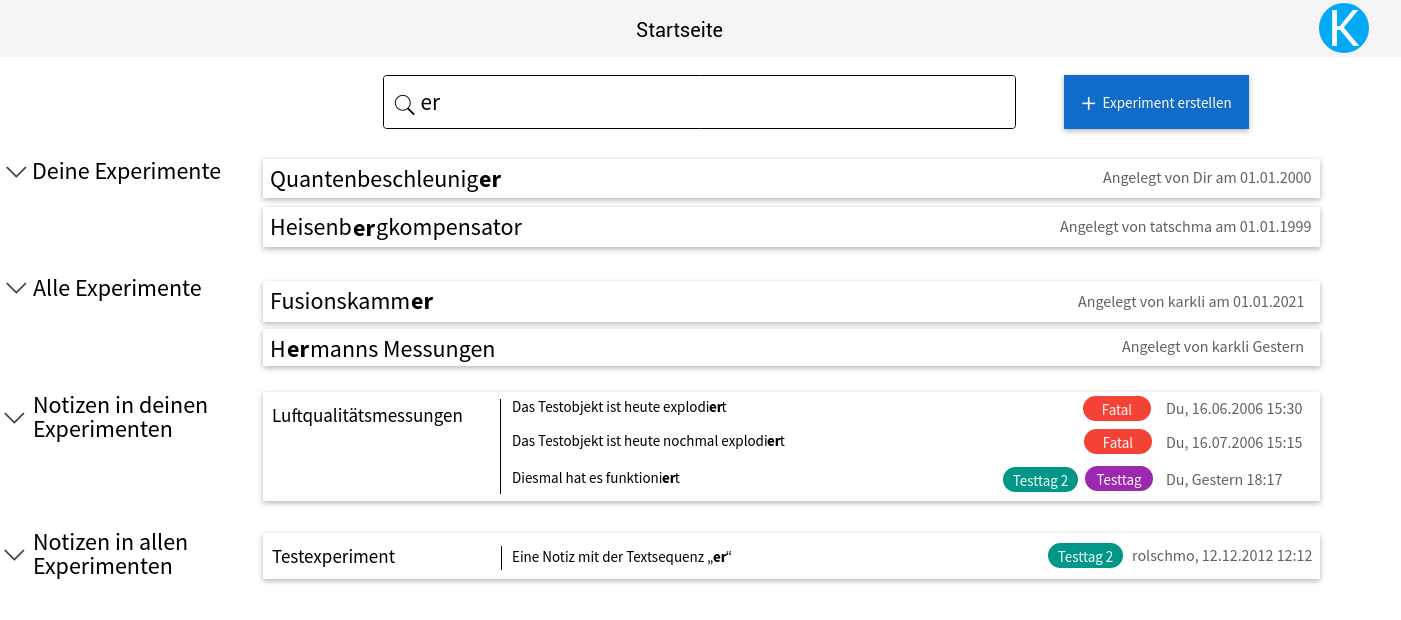 Startseite
K
er
+ Experiment erstellen
Deine Experimente
Quantenbeschleuniger
Angelegt von Dir am 01.01.2000
Heisenbergkompensator
Angelegt von tatschma am 01.01.1999
Alle Experimente
Fusionskammer
Angelegt von karkli am 01.01.2021
Hermanns Messungen
Angelegt von karkli Gestern
Notizen in deinen
Experimenten
Luftqualitätsmessungen
Das Testobjekt ist heute explodiert
Fatal
Du, 16.06.2006 15:30
Das Testobjekt ist heute nochmal explodiert
Fatal
Du, 16.07.2006 15:15
Diesmal hat es funktioniert
Testtag 2
Testtag
Du, Gestern 18:17
Notizen in allen
Experimenten
Testexperiment
Eine Notiz mit der Textsequenz „er“
Testtag 2
rolschmo, 12.12.2012 12:12